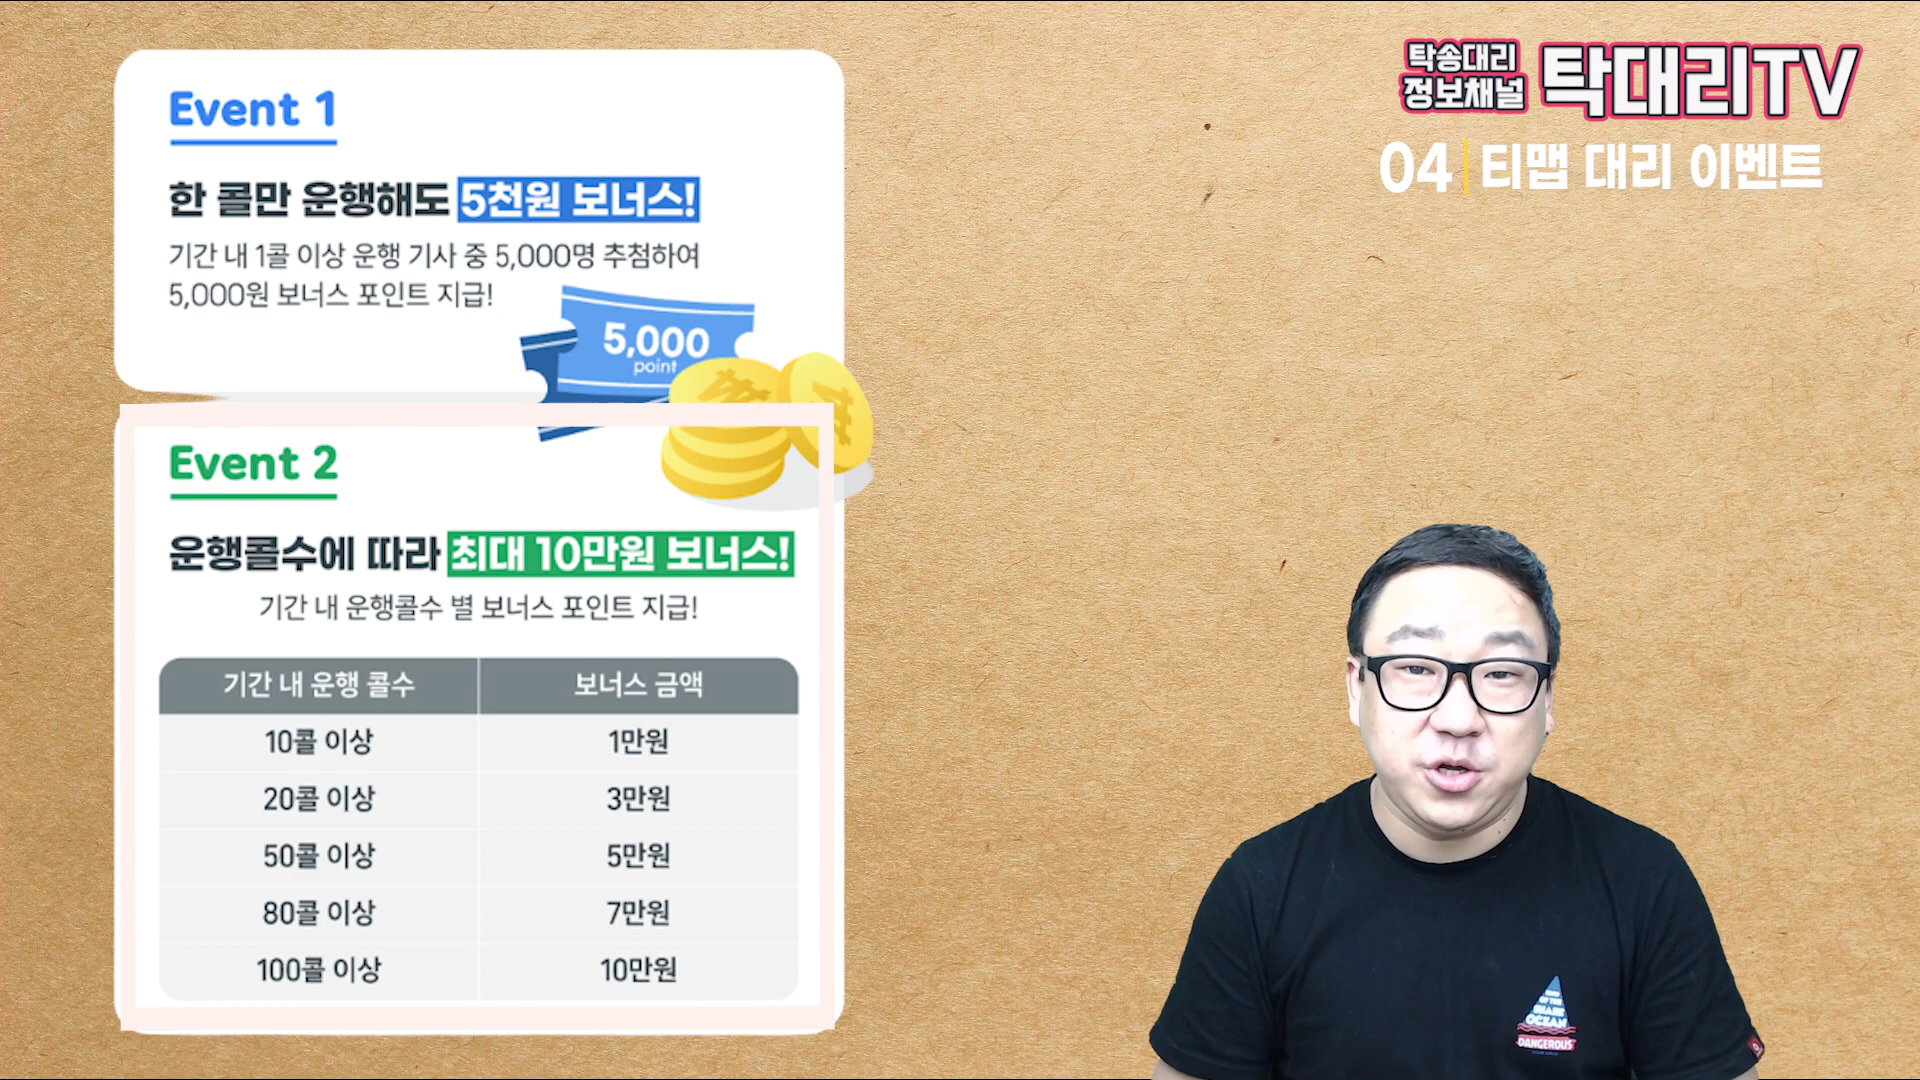 Event 1
한 콜만 운행해도 5천원 보너스!
기간 내 1콜 이상 운행 기사 중 5,000명 추첨하여
5,000원 보너스 포인트 지급!
5,000
point
Event 2
운행콜수에 따라 최대 10만원 보너스!
기간 내 운행콜수 별 보너스 포인트 지급!
기간 내 운행 콜수 보너스 금액
10콜 이상 1만원
20콜 이상 3만원
50콜 이상 5만원
80콜 이상 7만원
100콜 이상 10만원
탁송대리
정보채널 탁대리TV
04 티맵 대리 이벤트
OCEAN
DANGEROUS